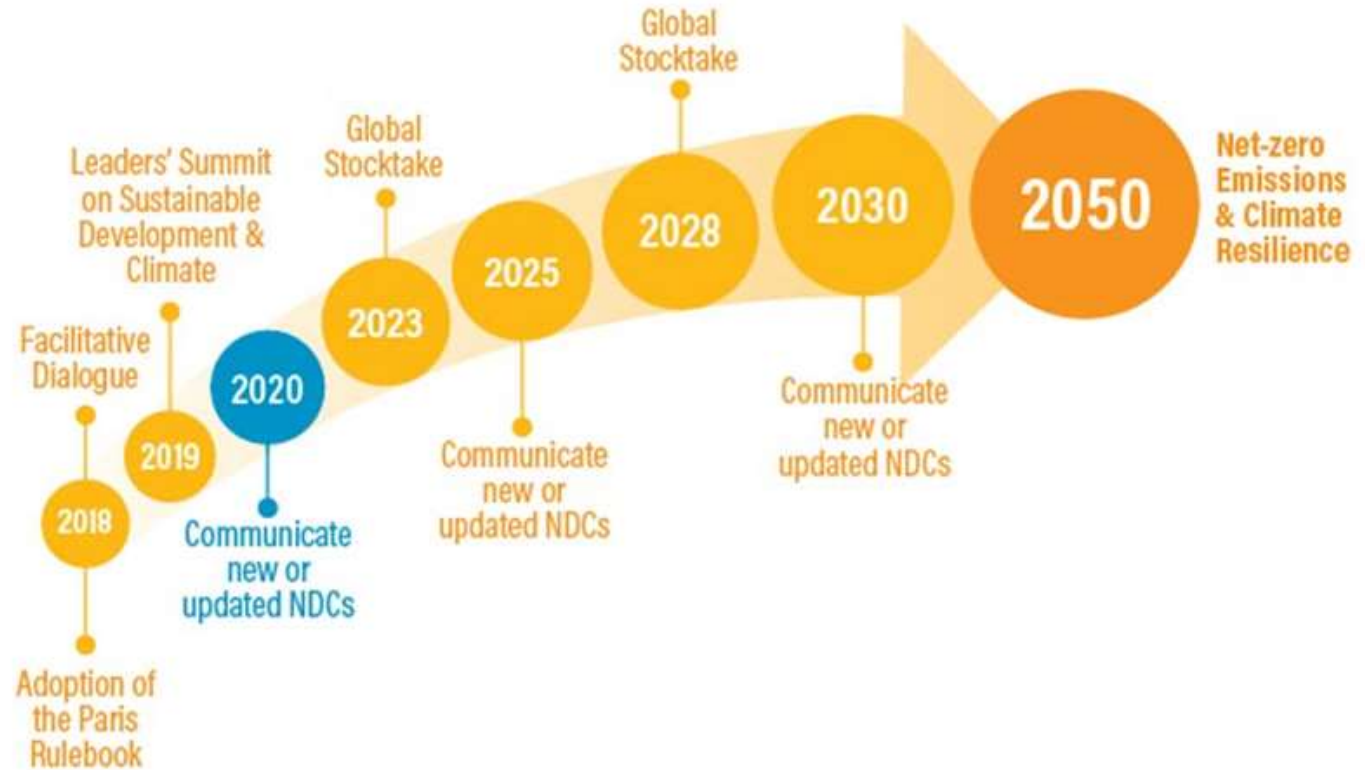 Facilitative
Dialogue
2018
Adoption of
the Paris
Rulebook
Leaders' Summit
on Sustainable
Development &
Climate
2019
2020
Communicate
new or
updated NDCs
Global
Stocktake
2023
2025
Communicate
new or
updated NDCs
Global
Stocktake
2028
2030
Communicate
new or
updated NDCs
2050
Net-zero
Emissions
& Climate
Resilience